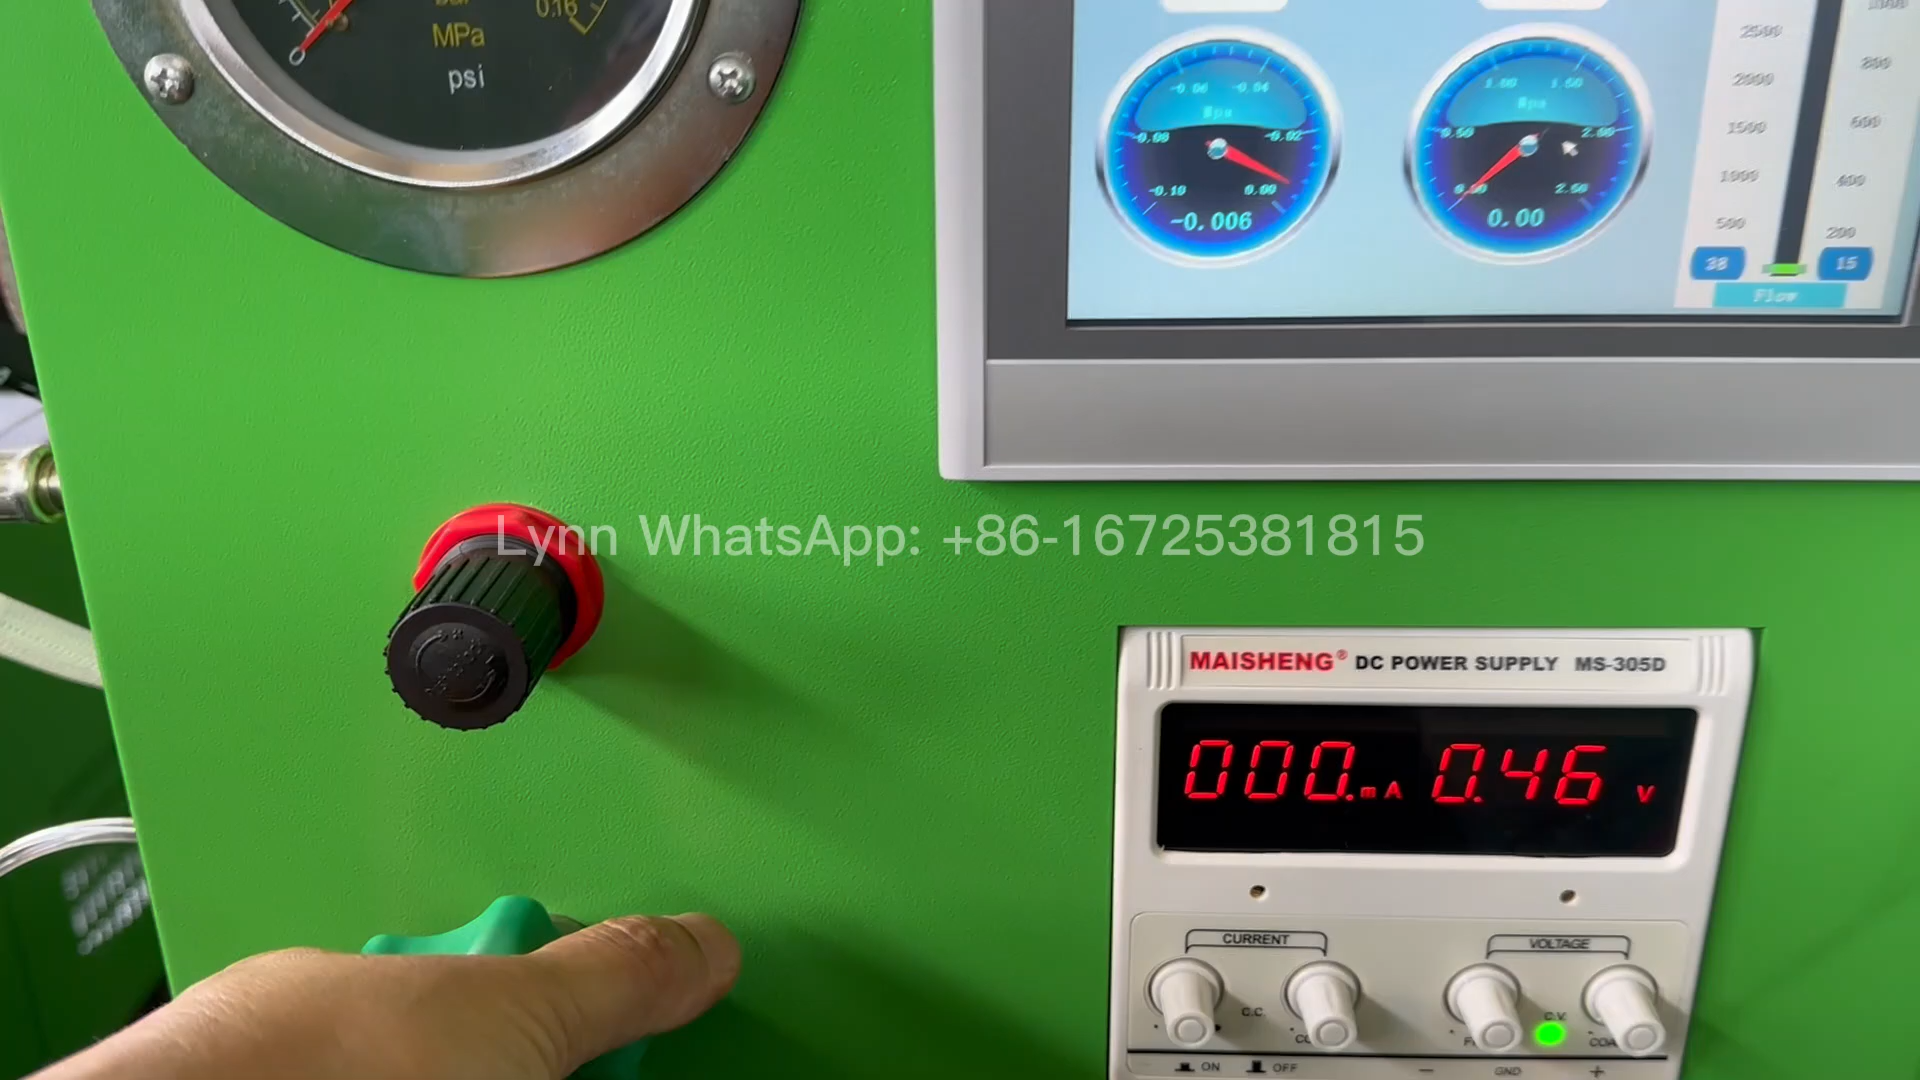 bar
0.16
MPa
psi
0
-0.06 -0.04
Mpa
-0.08 -0.02
-0.10 0.00
-0.006
1.00 1.50
Mpa
0.50 2.00
0.00 2.50
0.00
2500
2000
1500
1000
500
1000
800
600
400
200
38
15
Flow
Lynn WhatsApp: +86-16725381815
MAISHENG® DC POWER SUPPLY MS-305D
000.mA 0.46 V
CURRENT
VOLTAGE
C.C.
C.V.
ON OFF
GND